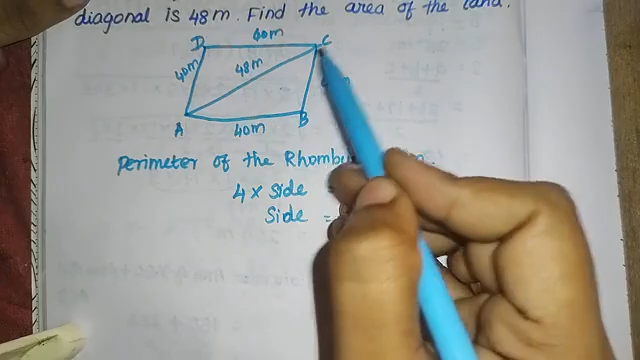 diagonal is 48m. Find the area of the land.
D 40m C
40m 48m
A 40m B
Perimeter of the
4 × side
Side =